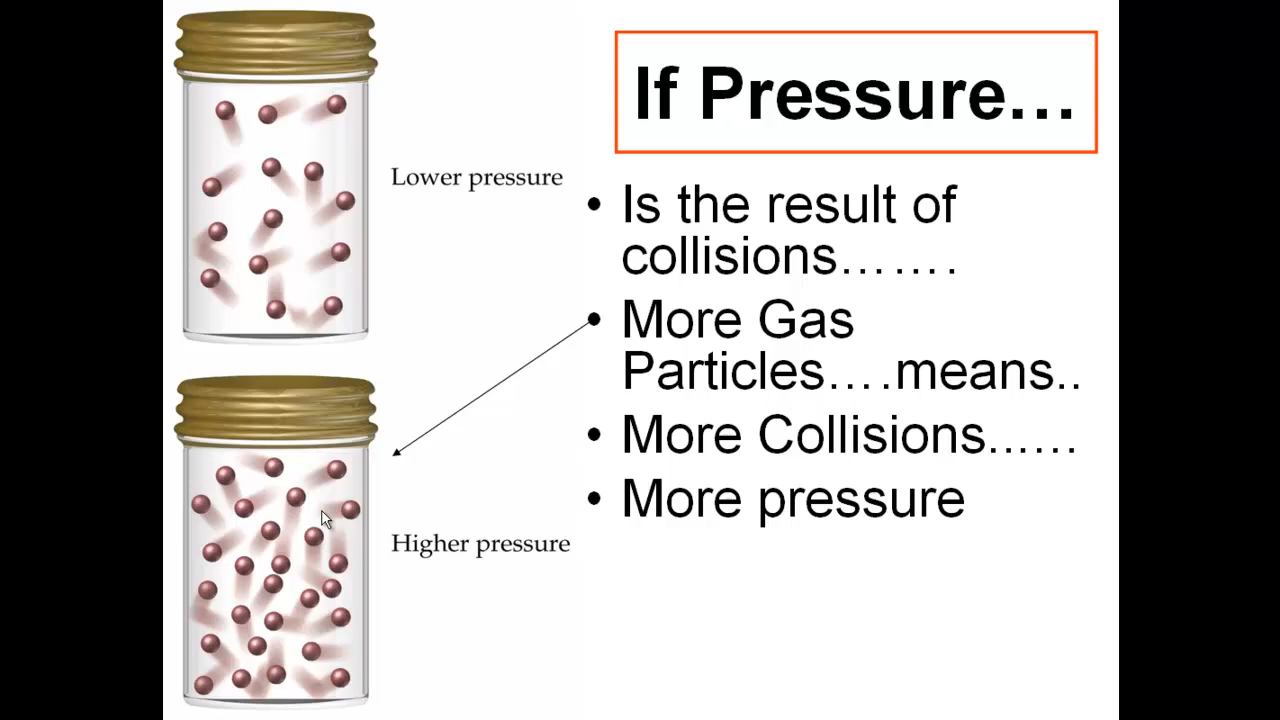 If Pressure…
Lower pressure
• Is the result of
collisions…….
• More Gas
Particles….means..
• More Collisions...…
• More pressure
Higher pressure